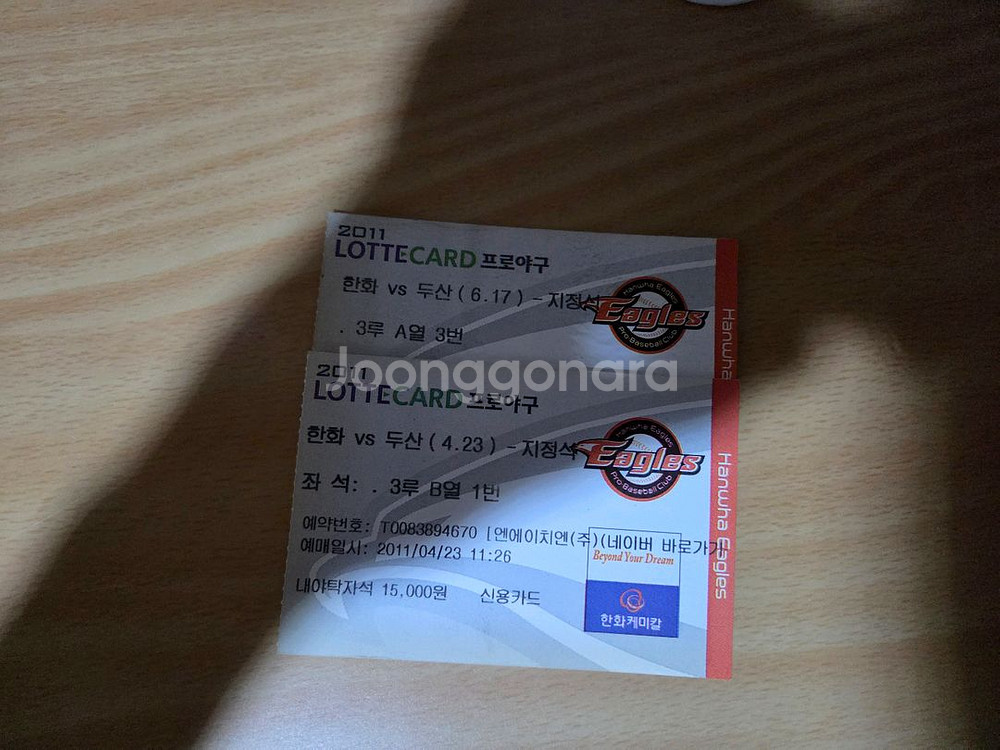 2011
LOTTECARD 프로야구
한화 vs 두산(6.17)-지정석
. 3루 A열 3번
Hanwha Eagles
Eagles
Pro Baseball Club
Hanwha
Joonggonara
2011
LOTTECARD 프로야구
한화 vs 두산(4.23)-지정석
좌 석: . 3루 B열 1번
Hanwha Eagles
Eagles
Pro Baseball Club
예약번호: T0083894670 [엔에이치엔(주)(네이버 바로가기
예매일시: 2011/04/23 11:26
내야탁자석 15,000원 신용카드
Beyond Your Dream
한화케미칼
Hanwha Eagles